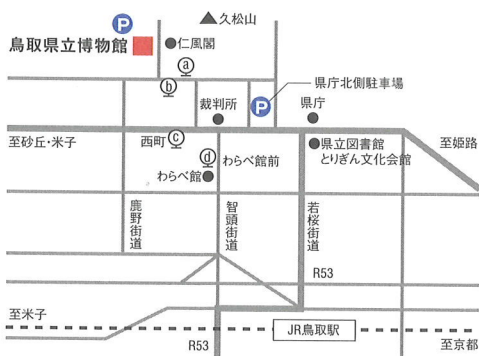 P
▲久松山
鳥取県立博物館
仁風閣
ⓐ
ⓑ
県庁北側駐車場
裁判所
P
県庁
至砂丘・米子
西町
ⓒ
ⓓ
わらべ館前
わらべ館
県立図書館
とりぎん文化会館
至姫路
鹿野街道
智頭街道
若桜街道
R53
至米子
JR鳥取駅
R53
至京都